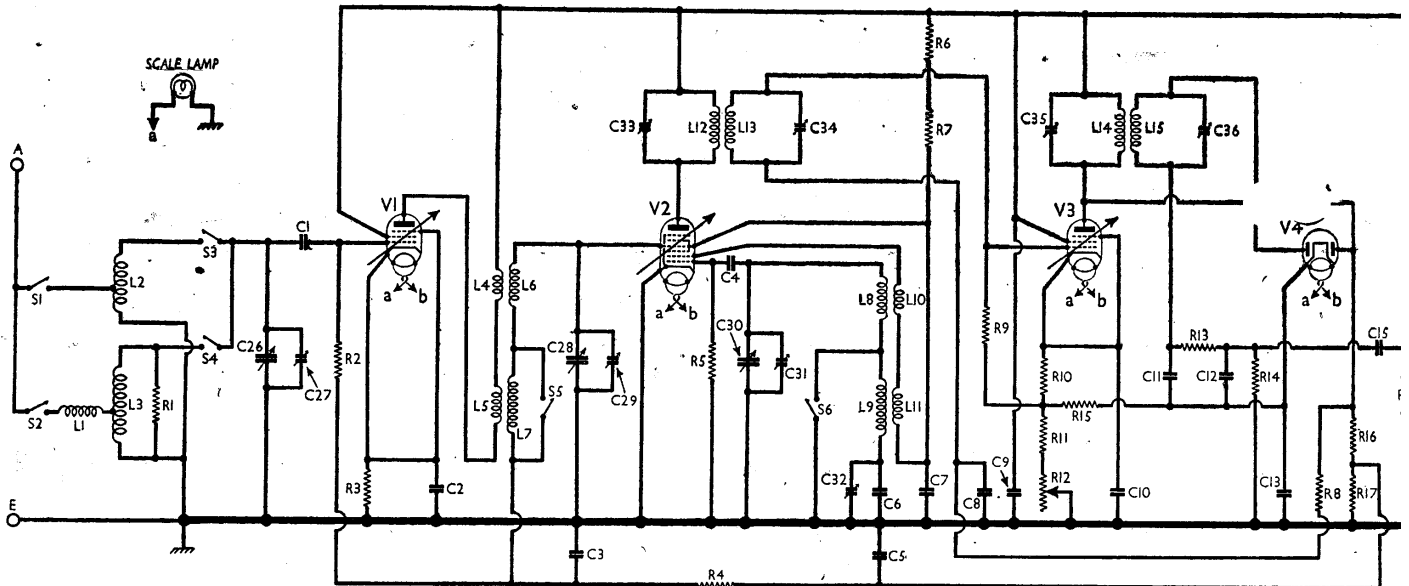 SCALE LAMP
a
A
S1
S2
L1
L2
L3
R1
S3
S4
C26
C27
C1
R2
V1
a b
R3
C2
L4
L5
L6
L7
S5
C28
C29
C3
R4
C33
L12
L13
C34
V2
a b
C4
R5
C30
C31
L8
L9
L10
L11
S6
C32
C6
C5
C7
R6
R7
C8
R9
C9
V3
a b
R10
R11
R12
R15
C10
C35
L14
L15
C36
V4
a b
R13
C11
C12
R14
C13
C15
R8
R16
R17
E